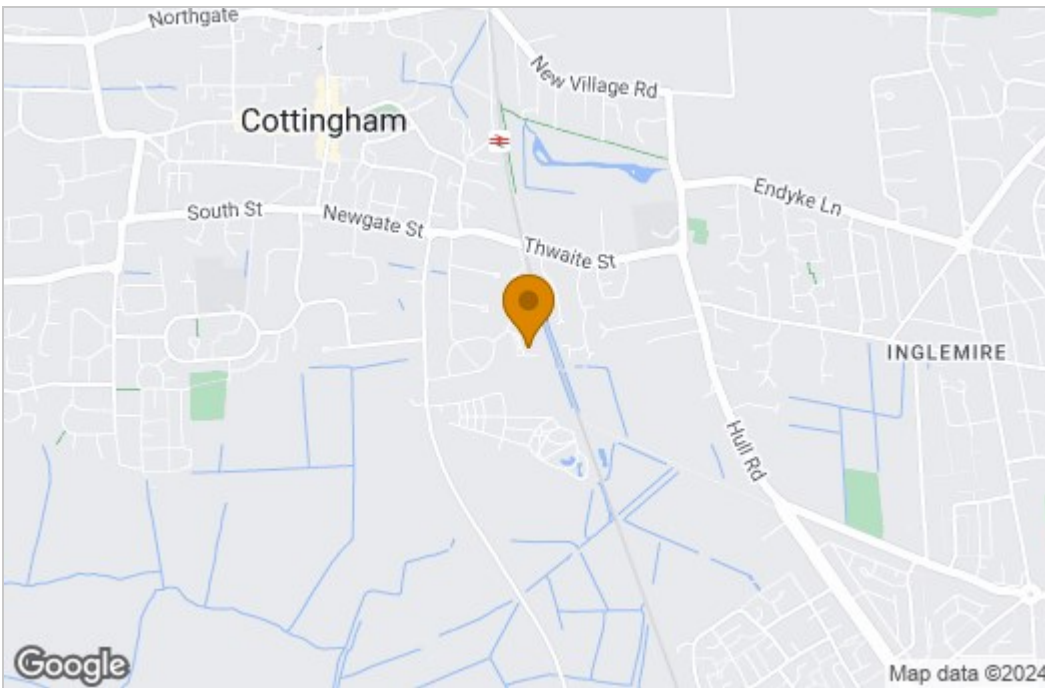 Northgate
New Village Rd
Cottingham
Endyke Ln
South St
Newgate St
Thwaite St
INGLEMIRE
Hull Rd
Google
Map data ©2024